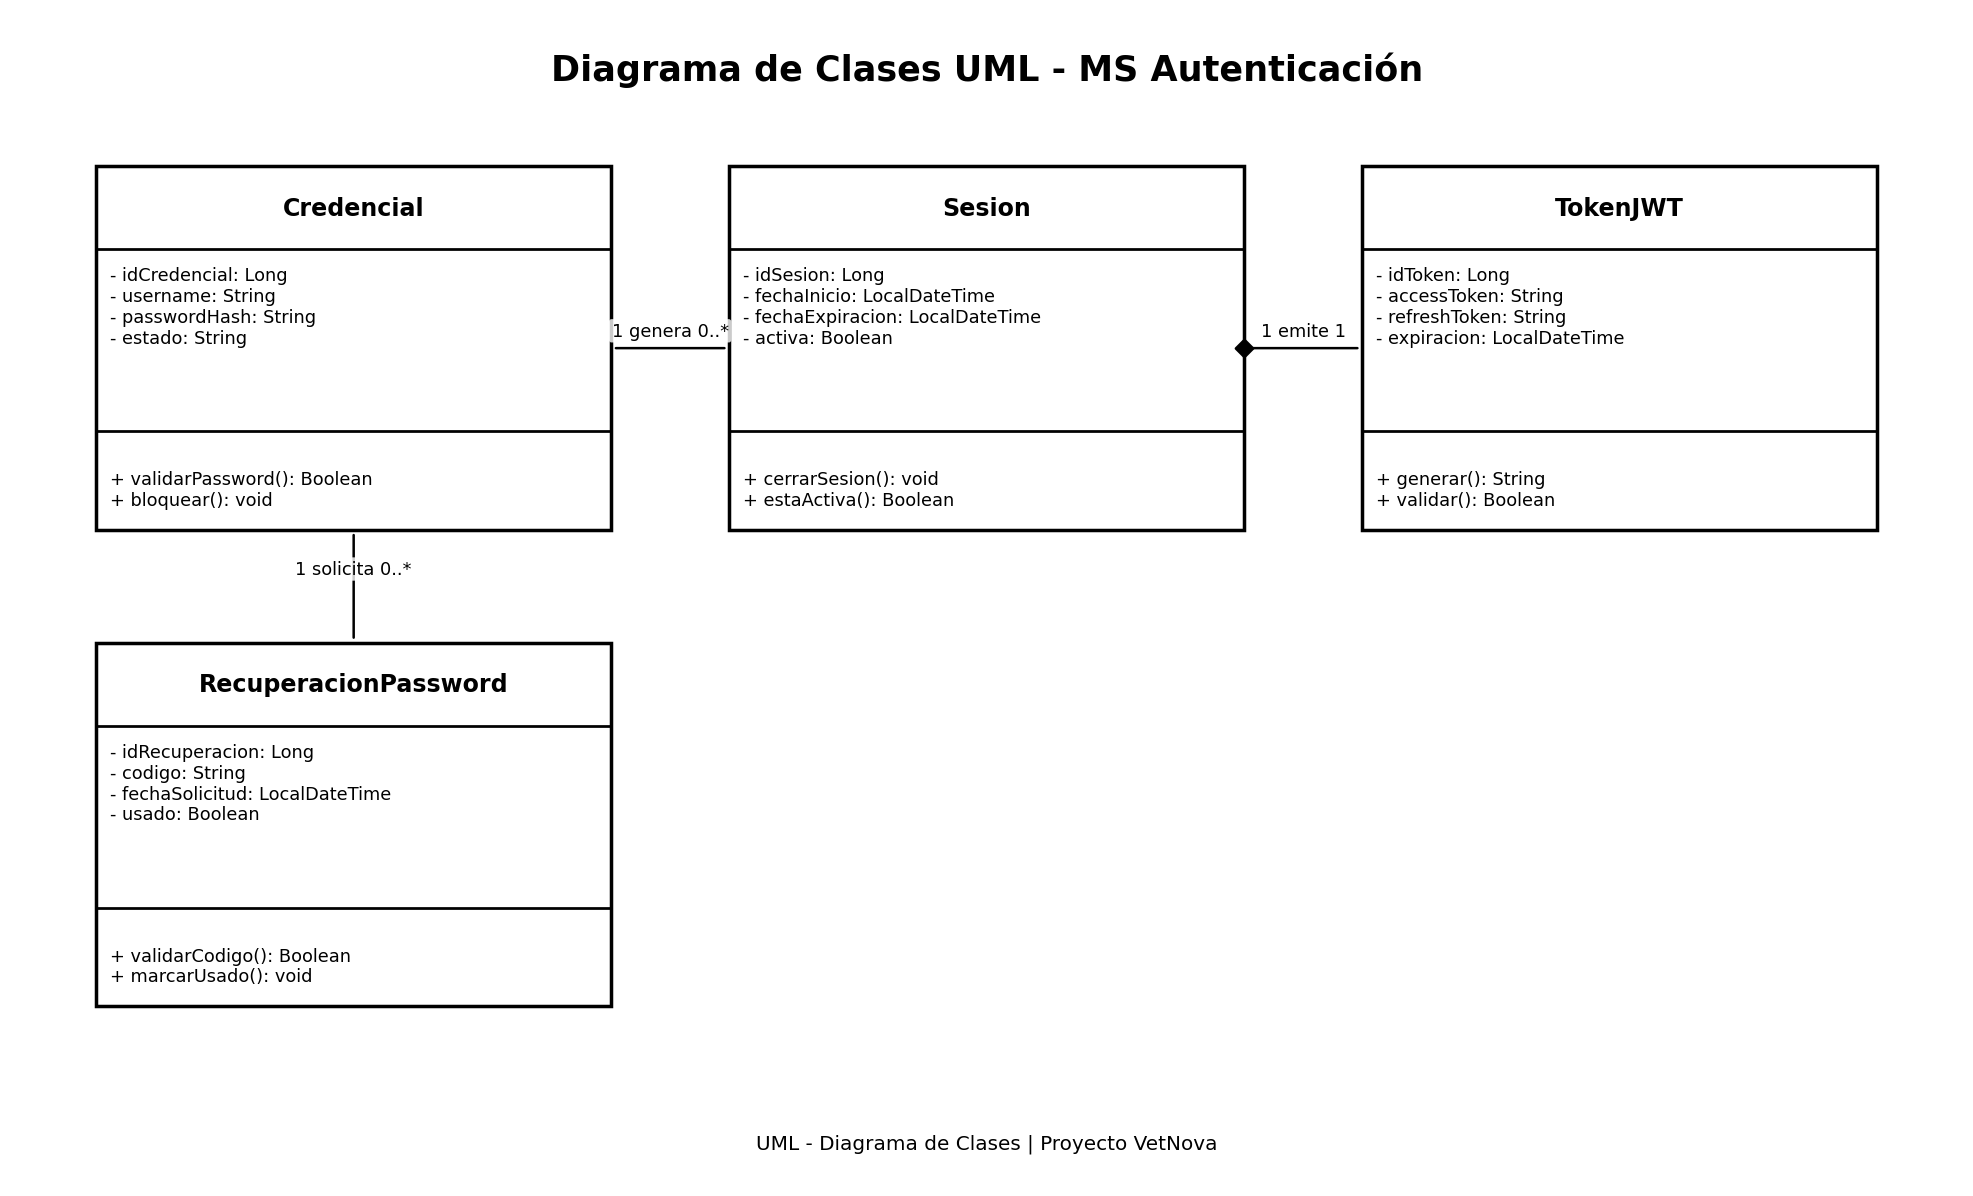 Diagrama de Clases UML - MS Autenticación
Credencial
- idCredencial: Long
- username: String
- passwordHash: String
- estado: String
+ validarPassword(): Boolean
+ bloquear(): void
1 genera 0..*
Sesion
- idSesion: Long
- fechaInicio: LocalDateTime
- fechaExpiracion: LocalDateTime
- activa: Boolean
+ cerrarSesion(): void
+ estaActiva(): Boolean
1 emite 1
TokenJWT
- idToken: Long
- accessToken: String
- refreshToken: String
- expiracion: LocalDateTime
+ generar(): String
+ validar(): Boolean
1 solicita 0..*
RecuperacionPassword
- idRecuperacion: Long
- codigo: String
- fechaSolicitud: LocalDateTime
- usado: Boolean
+ validarCodigo(): Boolean
+ marcarUsado(): void
UML - Diagrama de Clases | Proyecto VetNova